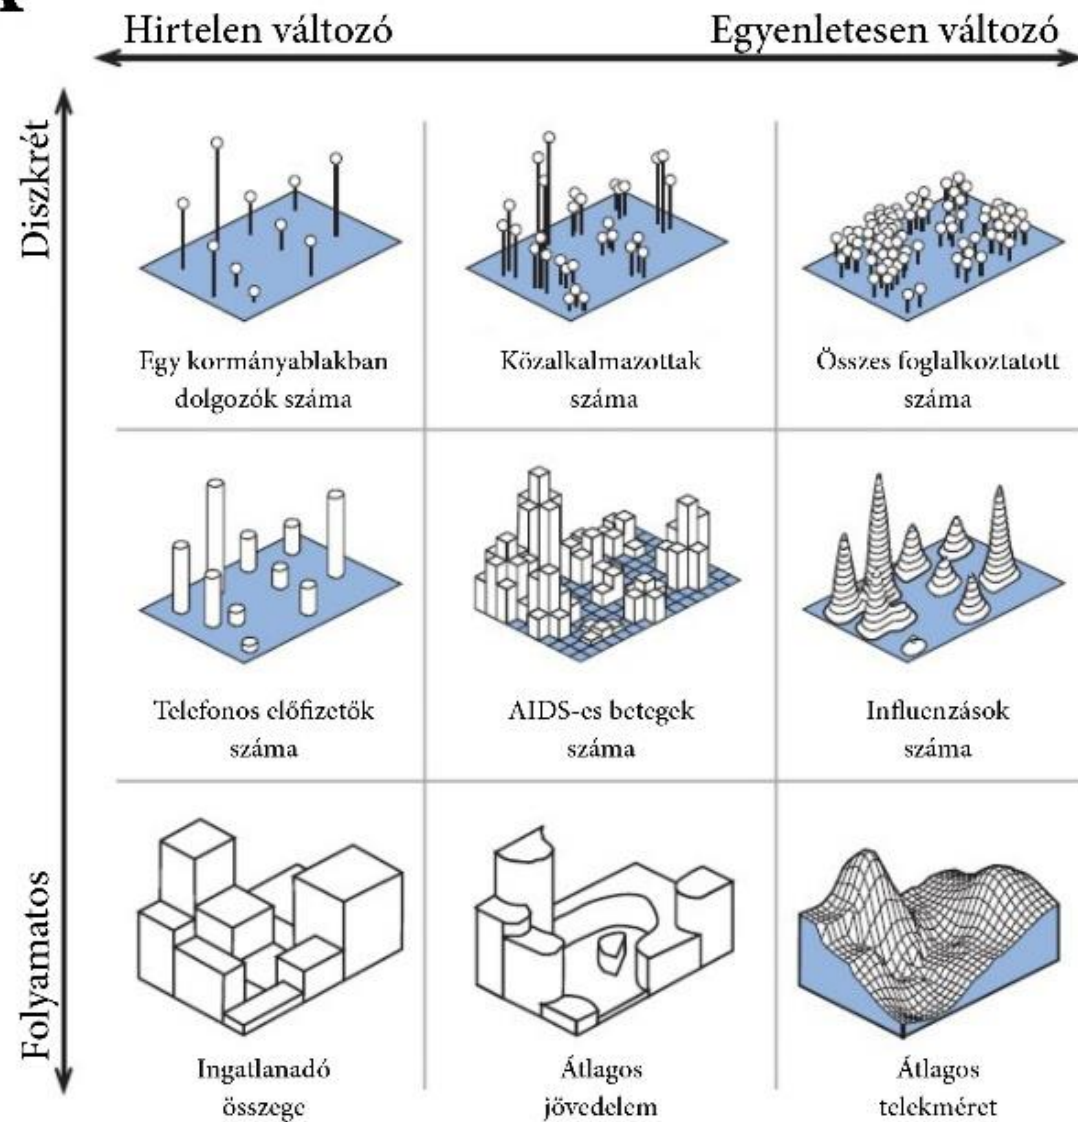 Hirtelen változó
Egyenletesen változó
Diszkrét
Folyamatos
Egy kormányablakban
dolgozók száma
Közalkalmazottak
száma
Összes foglalkoztatott
száma
Telefonos előfizetők
száma
AIDS-es betegek
száma
Influenzások
száma
Ingatlanadó
összege
Átlagos
jövedelem
Átlagos
telekméret